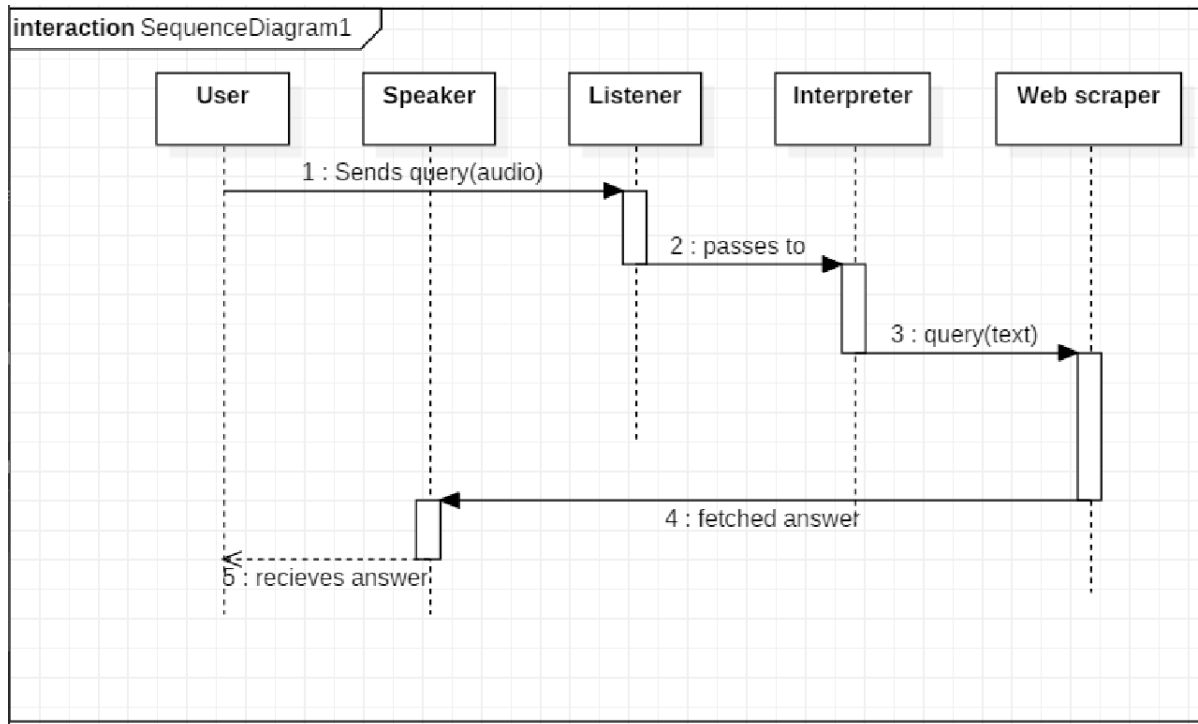 interaction SequenceDiagram1
User
Speaker
Listener
Interpreter
Web scraper
1 : Sends query(audio)
2 : passes to
3 : query(text)
4 : fetched answer
5 : recieves answer